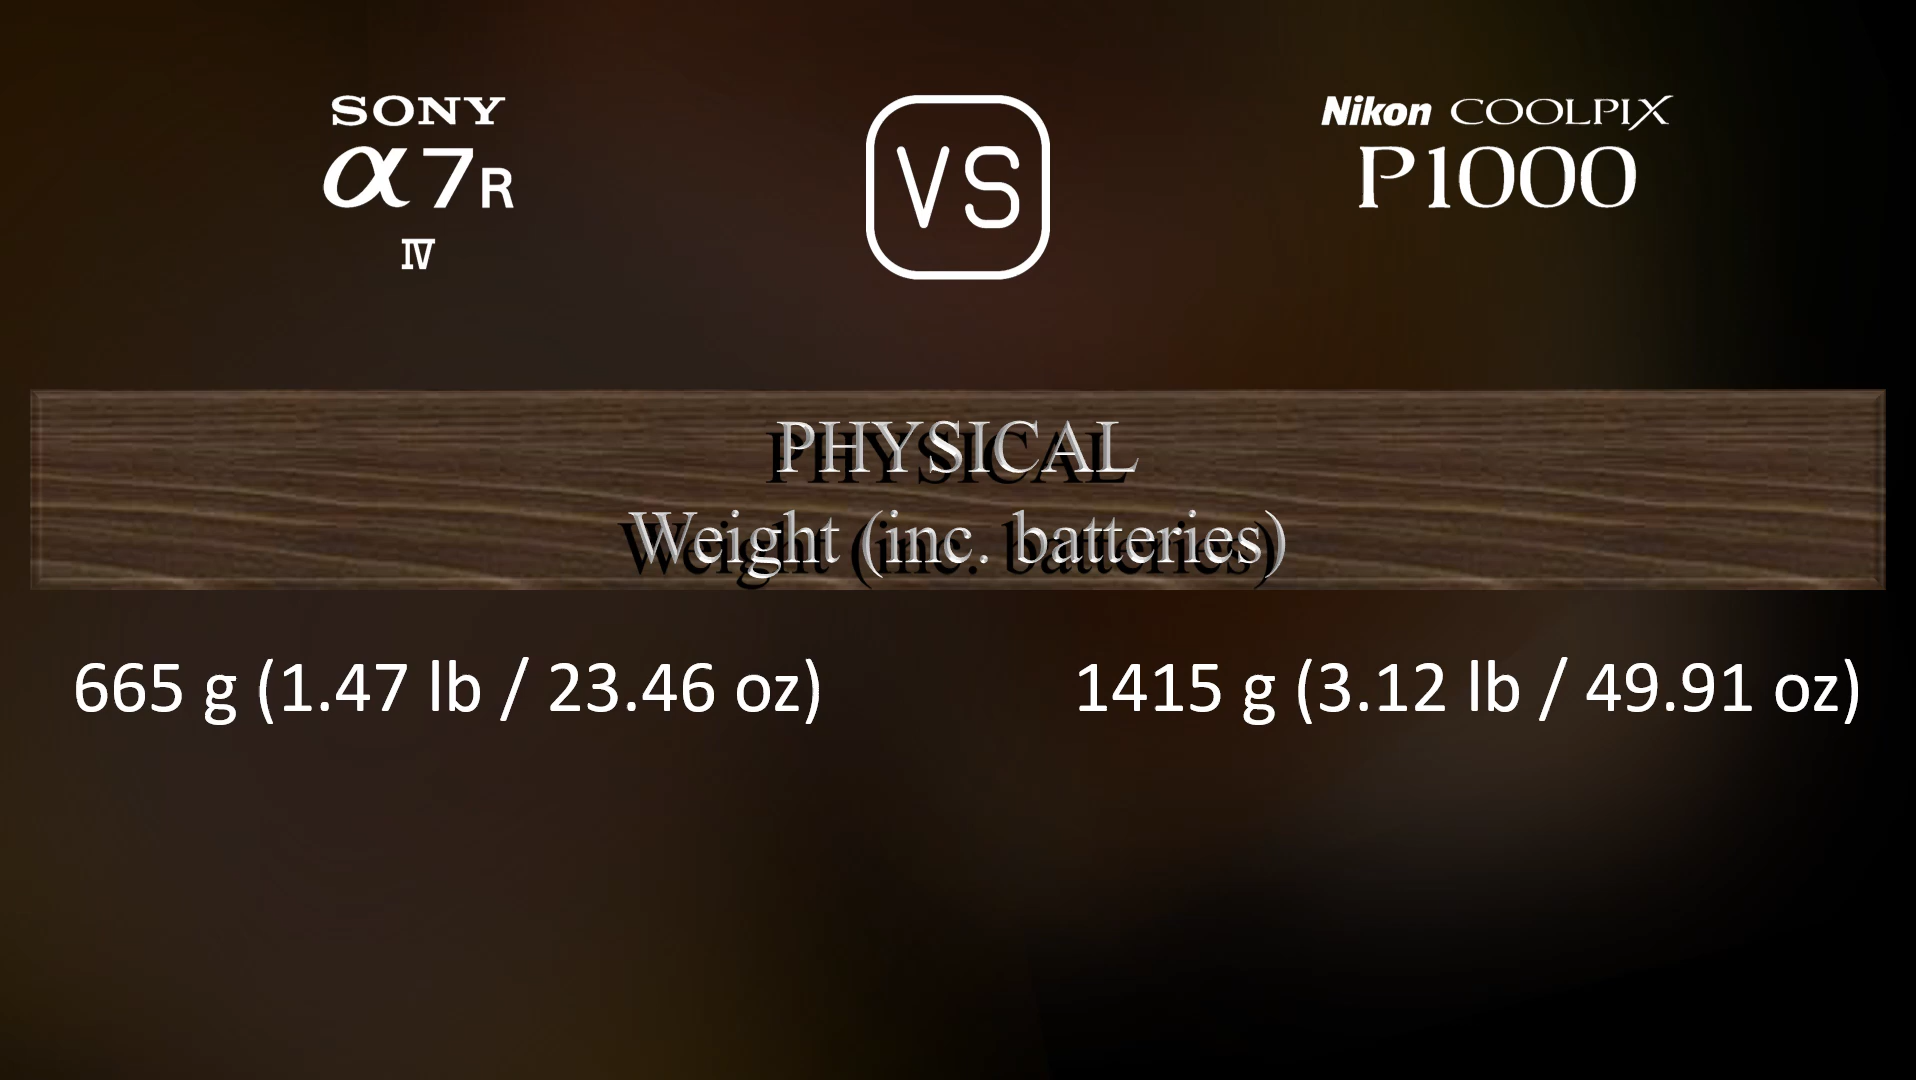 SONY
α7R
IV
VS
Nikon COOLPIX
P1000
PHYSICAL
Weight (inc. batteries)
665 g (1.47 lb / 23.46 oz)
1415 g (3.12 lb / 49.91 oz)